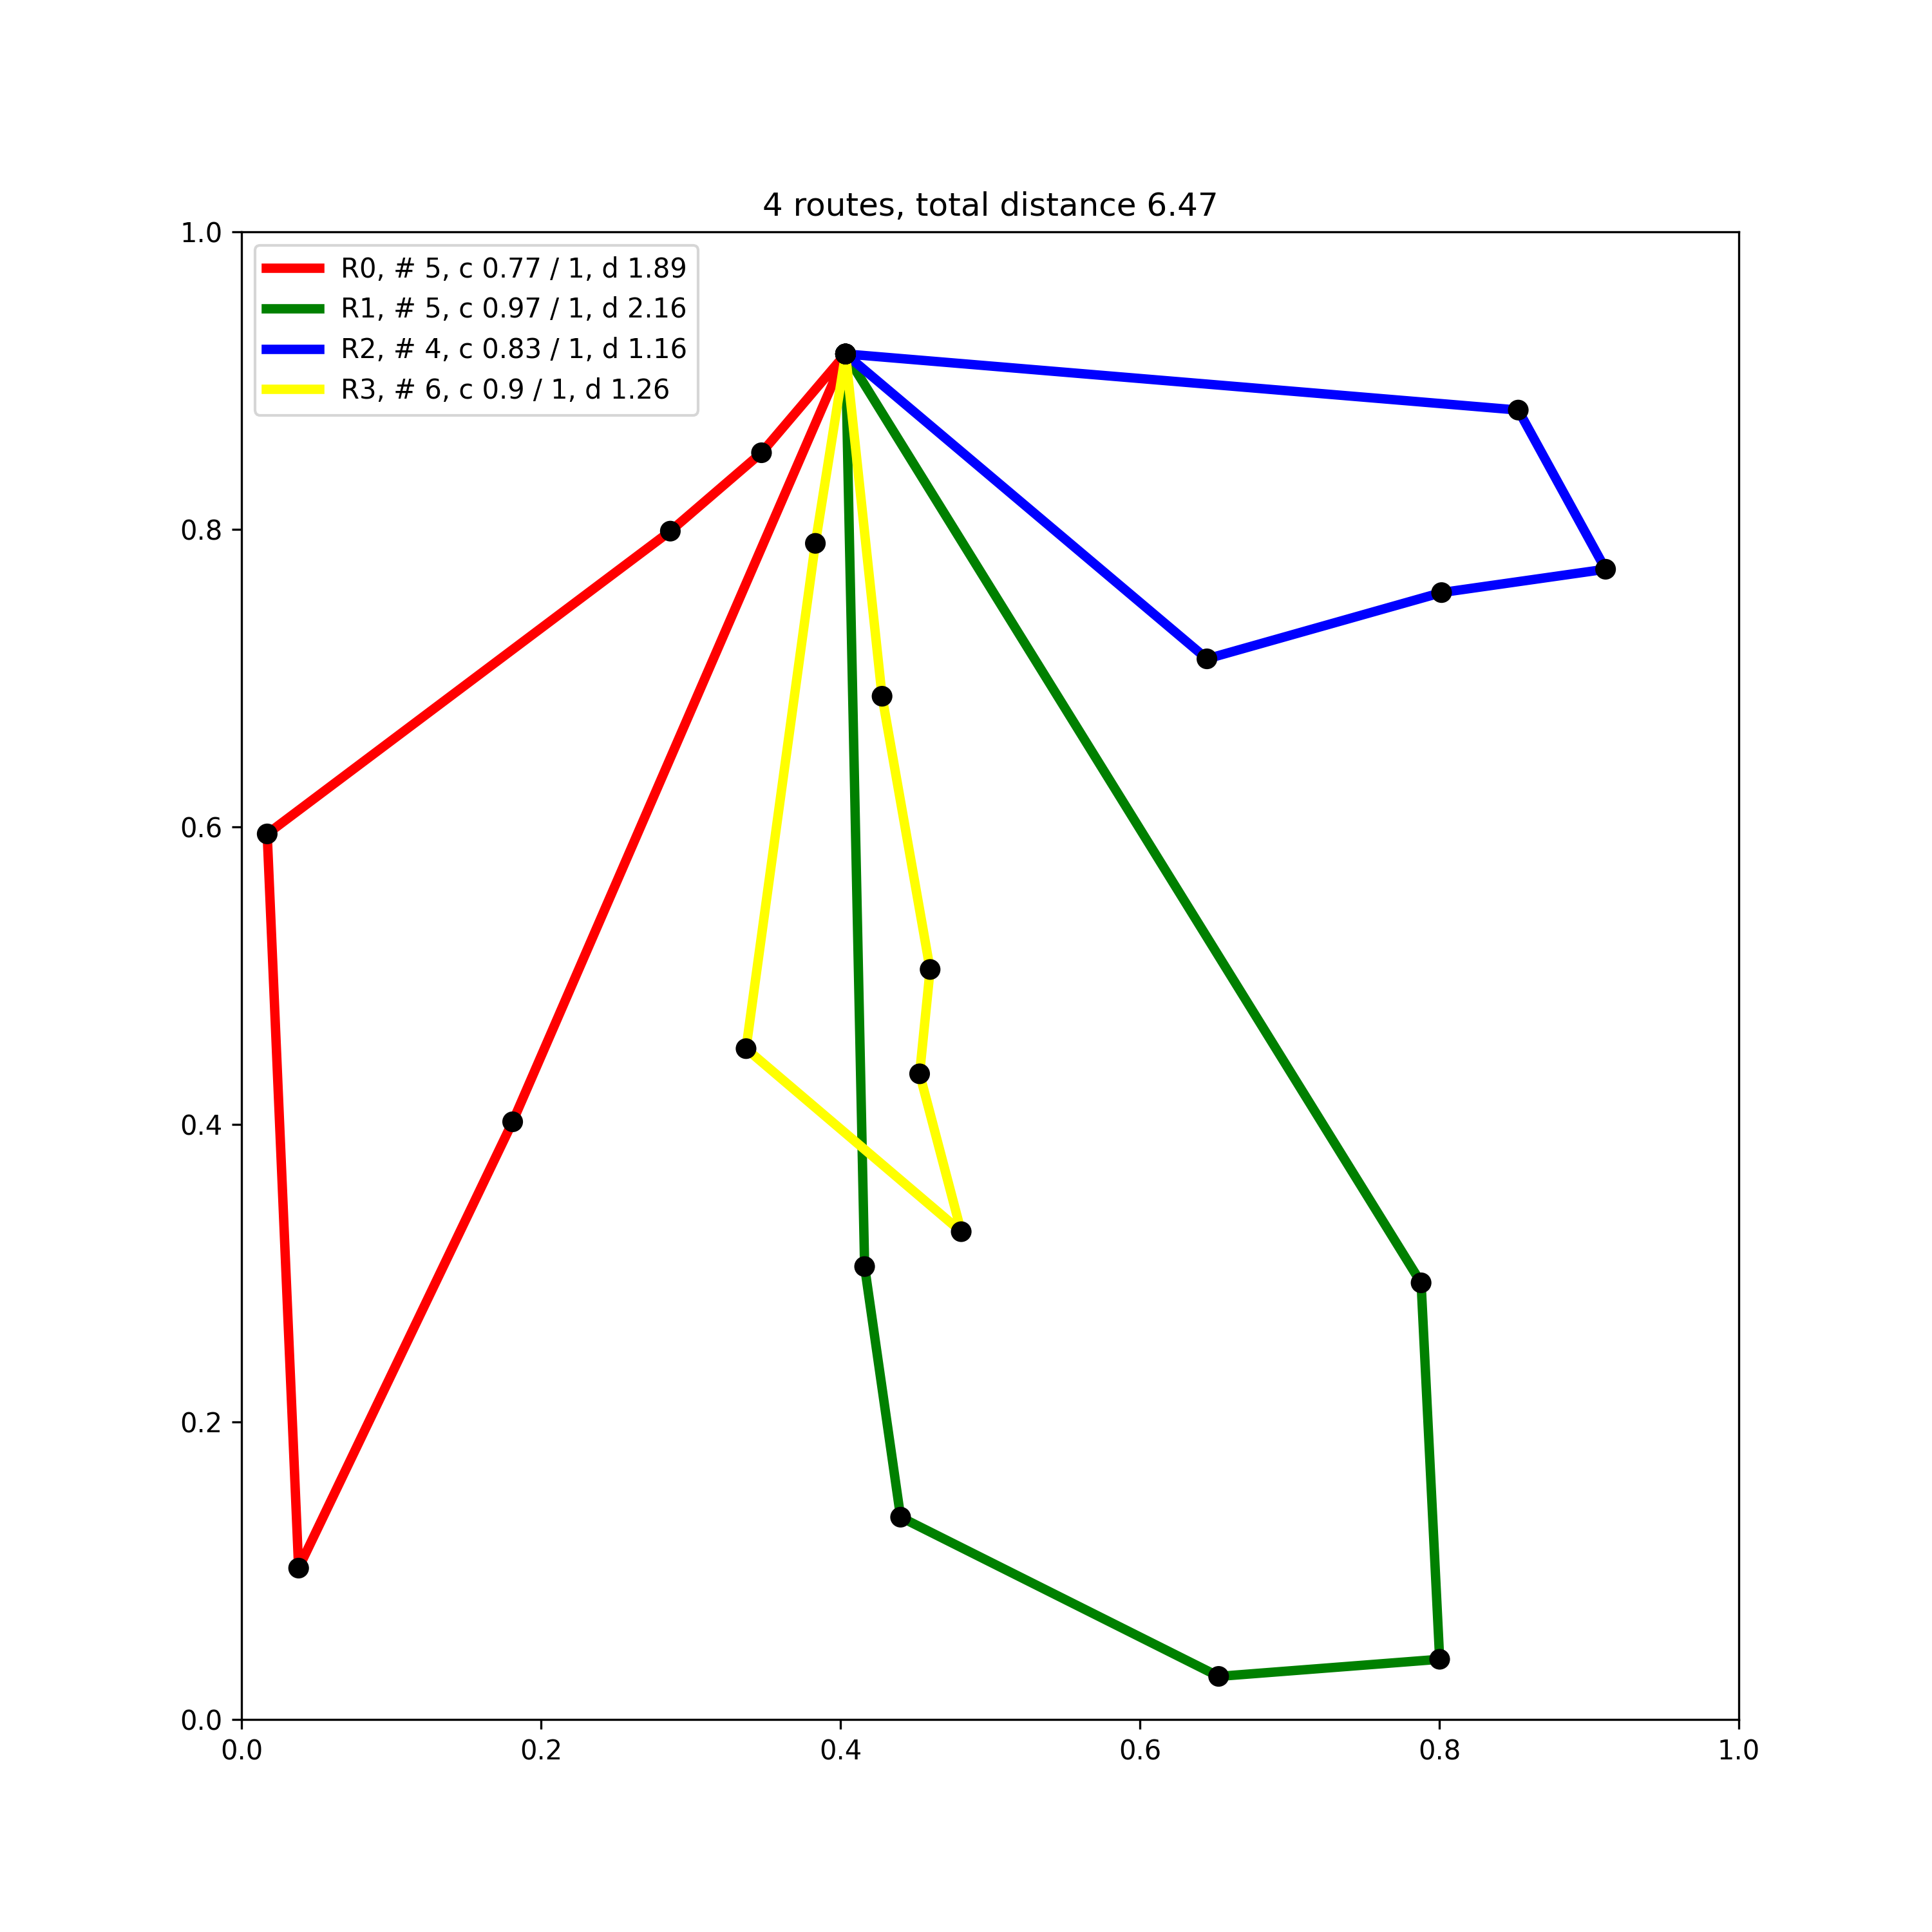 4 routes, total distance 6.47
1.0
R0, # 5, c 0.77 / 1, d 1.89
R1, # 5, c 0.97 / 1, d 2.16
R2, # 4, c 0.83 / 1, d 1.16
R3, # 6, c 0.9 / 1, d 1.26
0.8
0.6
0.4
0.2
0.0
0.0 0.2 0.4 0.6 0.8 1.0